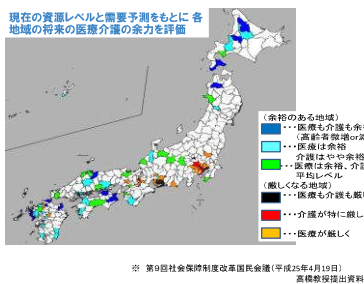 現在の資源レベルと需要予測をもとに 各
地域の将来の医療介護の余力を評価
(余裕のある地域)
・・・医療も介護も余
(高齢者微増or
・・・医療は余裕
介護はやや余裕
・・・医療は余裕、介
平均レベル
(厳しくなる地域)
・・・医療も介護も厳
・・・介護が特に厳し
・・・医療が厳しく
※ 第9回社会保障制度改革国民会議(平成25年4月19日)
高橋教授提出資料